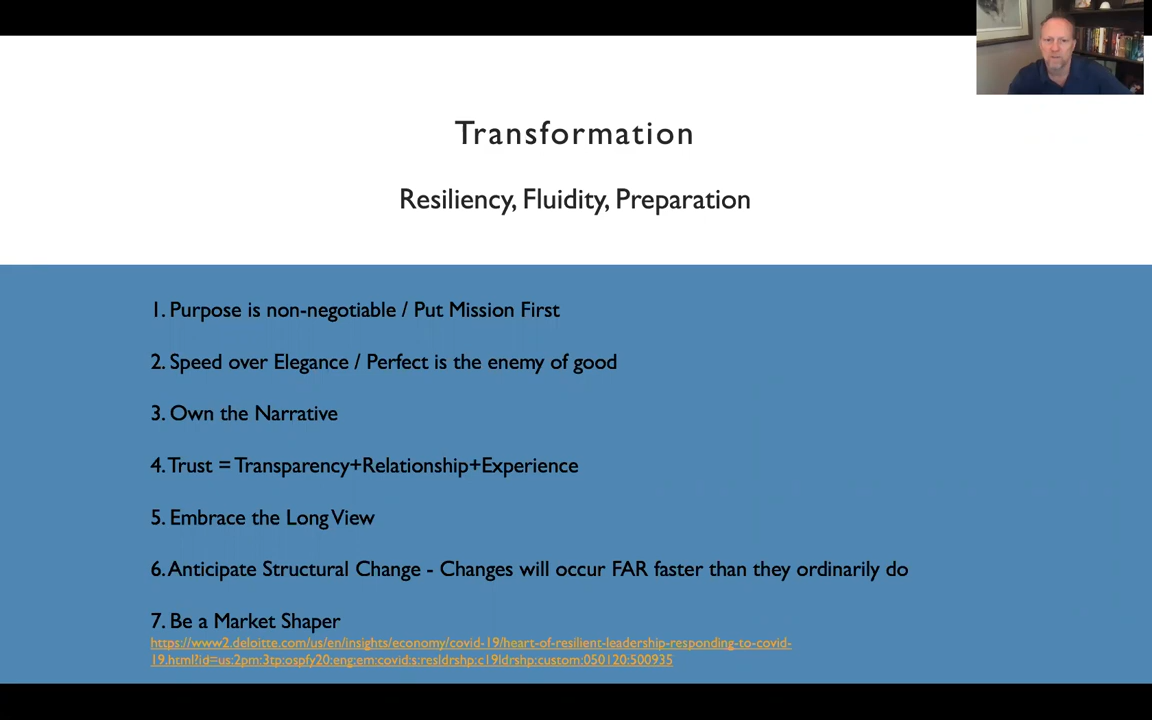 Transformation
Resiliency, Fluidity, Preparation
1. Purpose is non-negotiable / Put Mission First
2. Speed over Elegance / Perfect is the enemy of good
3. Own the Narrative
4. Trust = Transparency+Relationship+Experience
5. Embrace the Long View
6. Anticipate Structural Change - Changes will occur FAR faster than they ordinarily do
7. Be a Market Shaper
https://www2.deloitte.com/us/en/insights/economy/covid-19/heart-of-resilient-leadership-responding-to-covid-
19.html?id=us:2pm:3tp:ospfy20:eng:em:covid:s:resldrshp:c19ldrshp:custom:050120:500935